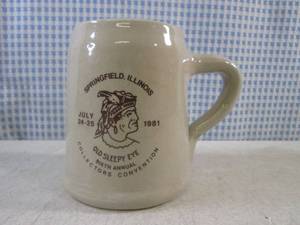 SPRINGFIELD, ILLINOIS
JULY
24-25
1981
OLD SLEEPY EYE
SIXTH ANNUAL
COLLECTORS CONVENTION